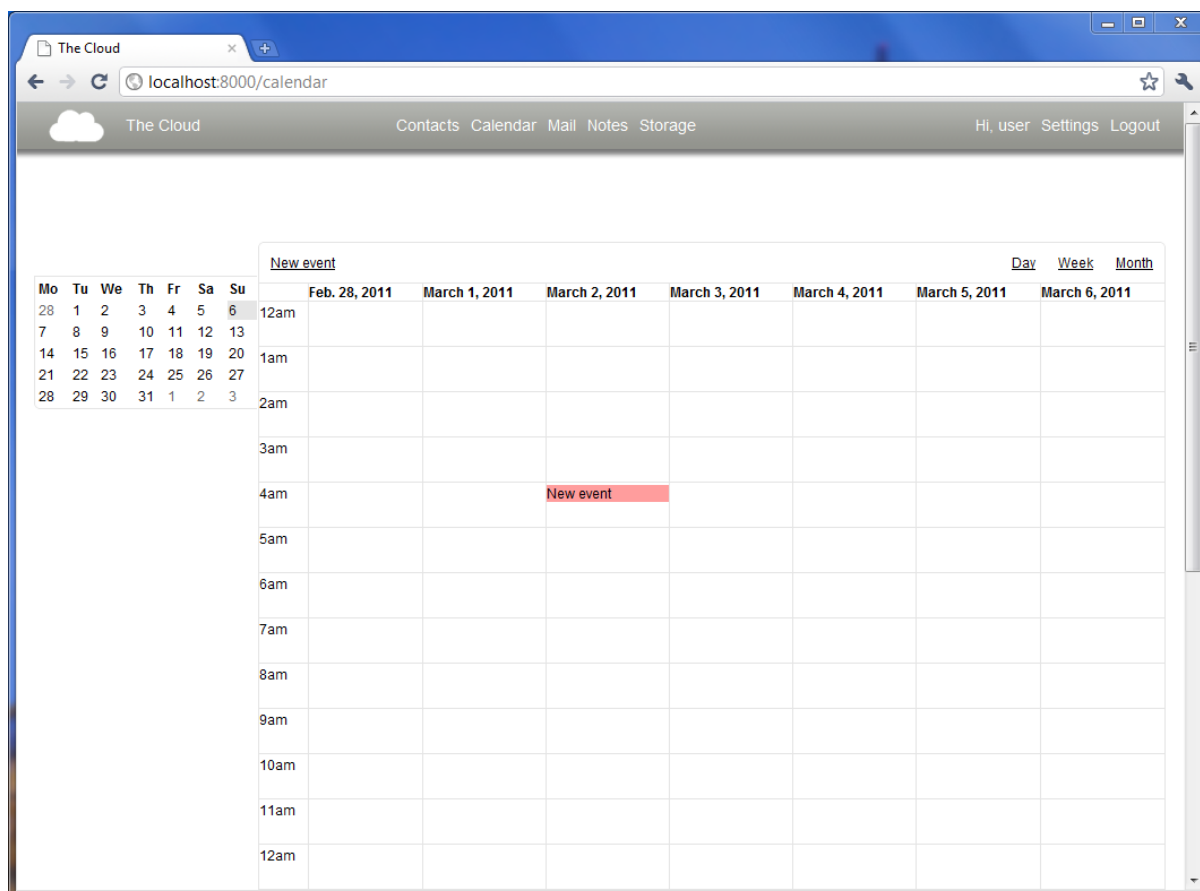 The Cloud
localhost:8000/calendar
The Cloud Contacts Calendar Mail Notes Storage Hi, user Settings Logout
New event Day Week Month
Mo Tu We Th Fr Sa Su
28 1 2 3 4 5 6
7 8 9 10 11 12 13
14 15 16 17 18 19 20
21 22 23 24 25 26 27
28 29 30 31 1 2 3
Feb. 28, 2011 March 1, 2011 March 2, 2011 March 3, 2011 March 4, 2011 March 5, 2011 March 6, 2011
12am
1am
2am
3am
4am New event
5am
6am
7am
8am
9am
10am
11am
12am